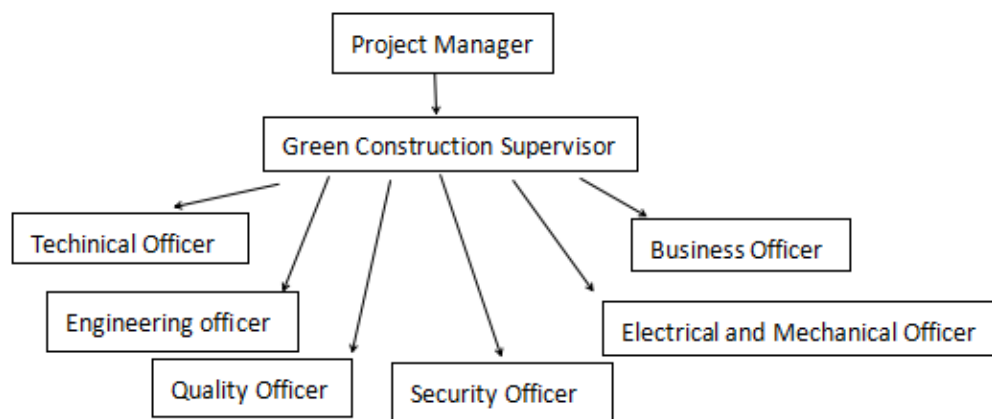 Project Manager
Green Construction Supervisor
Techinical Officer
Business Officer
Engineering officer
Electrical and Mechanical Officer
Quality Officer
Security Officer